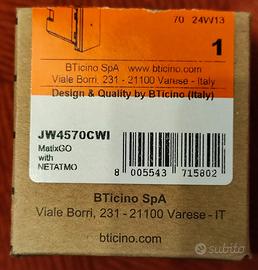 70 24W13
1
BTicino SpA www.bticino.com
Viale Borri, 231 - 21100 Varese - Italy
Design & Quality by BTicino (Italy)
JW4570CWI
MatixGO
with
NETATMO
8 005543 715802
BTicino SpA
Viale Borri, 231 - 21100 Varese - IT
bticino.com
subito